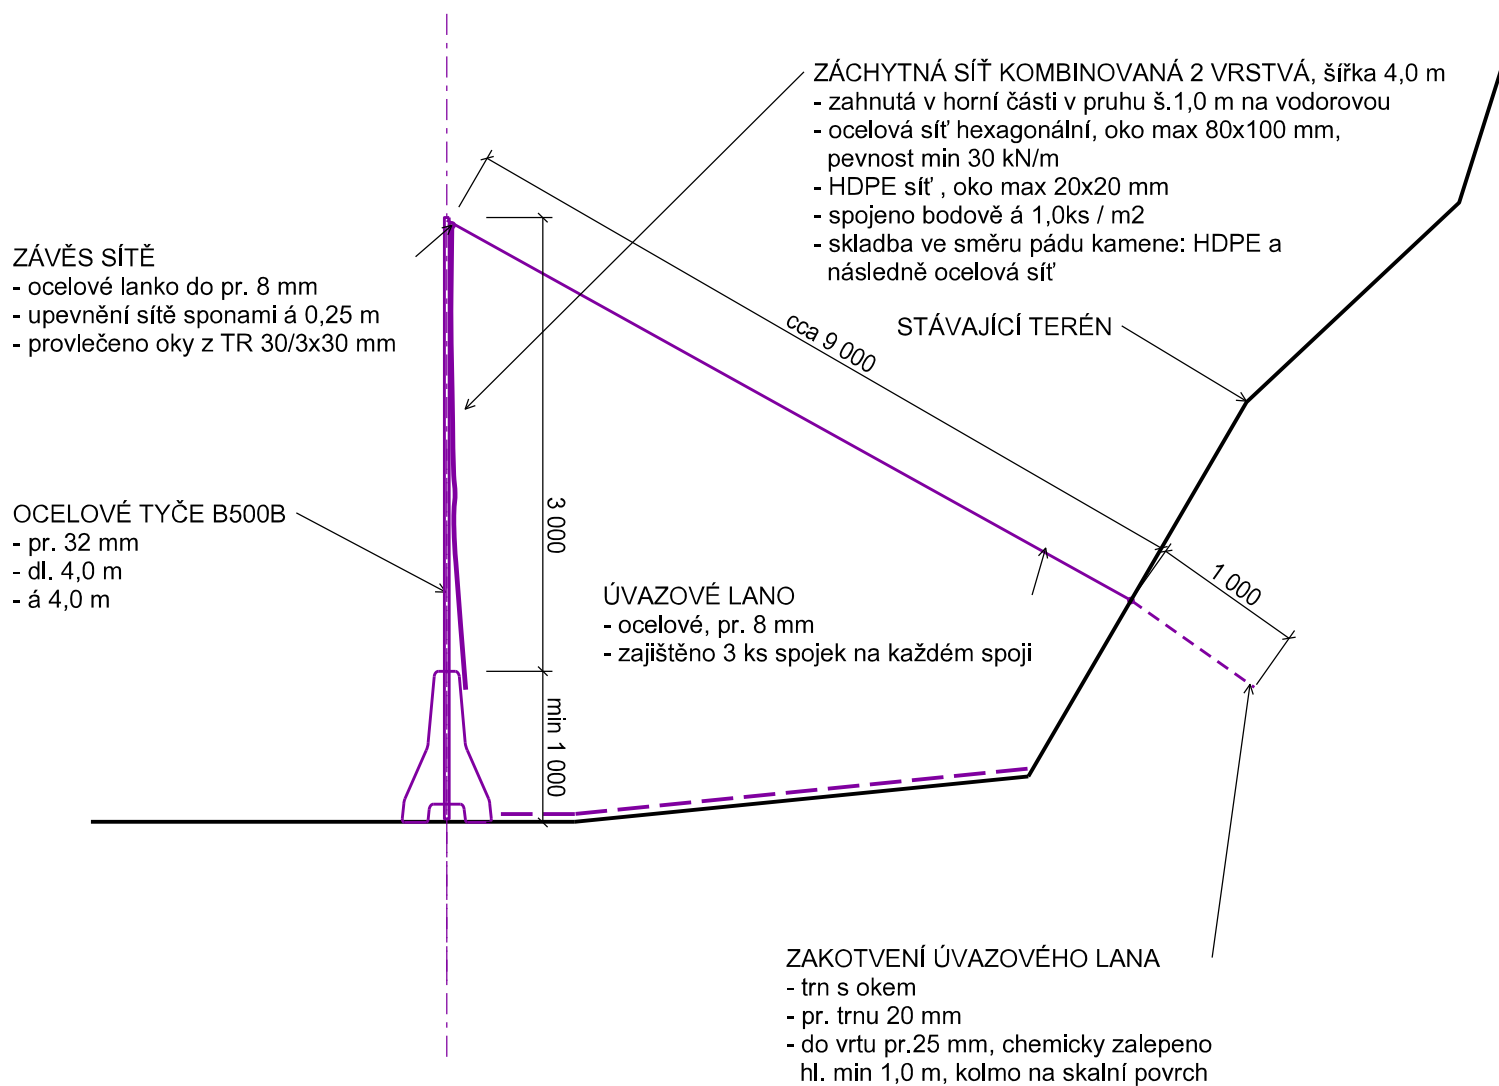 ZÁCHYTNÁ SÍŤ KOMBINOVANÁ 2 VRSTVÁ, šířka 4,0 m
- zahnutá v horní části v pruhu š.1,0 m na vodorovou
- ocelová síť hexagonální, oko max 80x100 mm,
pevnost min 30 kN/m
- HDPE síť , oko max 20x20 mm
- spojeno bodově á 1,0ks / m2
- skladba ve směru pádu kamene: HDPE a
následně ocelová síť
ZÁVĚS SÍTĚ
- ocelové lanko do pr. 8 mm
- upevnění sítě sponami á 0,25 m
- provlečeno oky z TR 30/3x30 mm
cca 9 000
STÁVAJÍCÍ TERÉN
OCELOVÉ TYČE B500B
- pr. 32 mm
- dl. 4,0 m
- á 4,0 m
3 000
ÚVAZOVÉ LANO
- ocelové, pr. 8 mm
- zajištěno 3 ks spojek na každém spoji
1 000
min 1 000
ZAKOTVENÍ ÚVAZOVÉHO LANA
- trn s okem
- pr. trnu 20 mm
- do vrtu pr.25 mm, chemicky zalepeno
hl. min 1,0 m, kolmo na skalní povrch